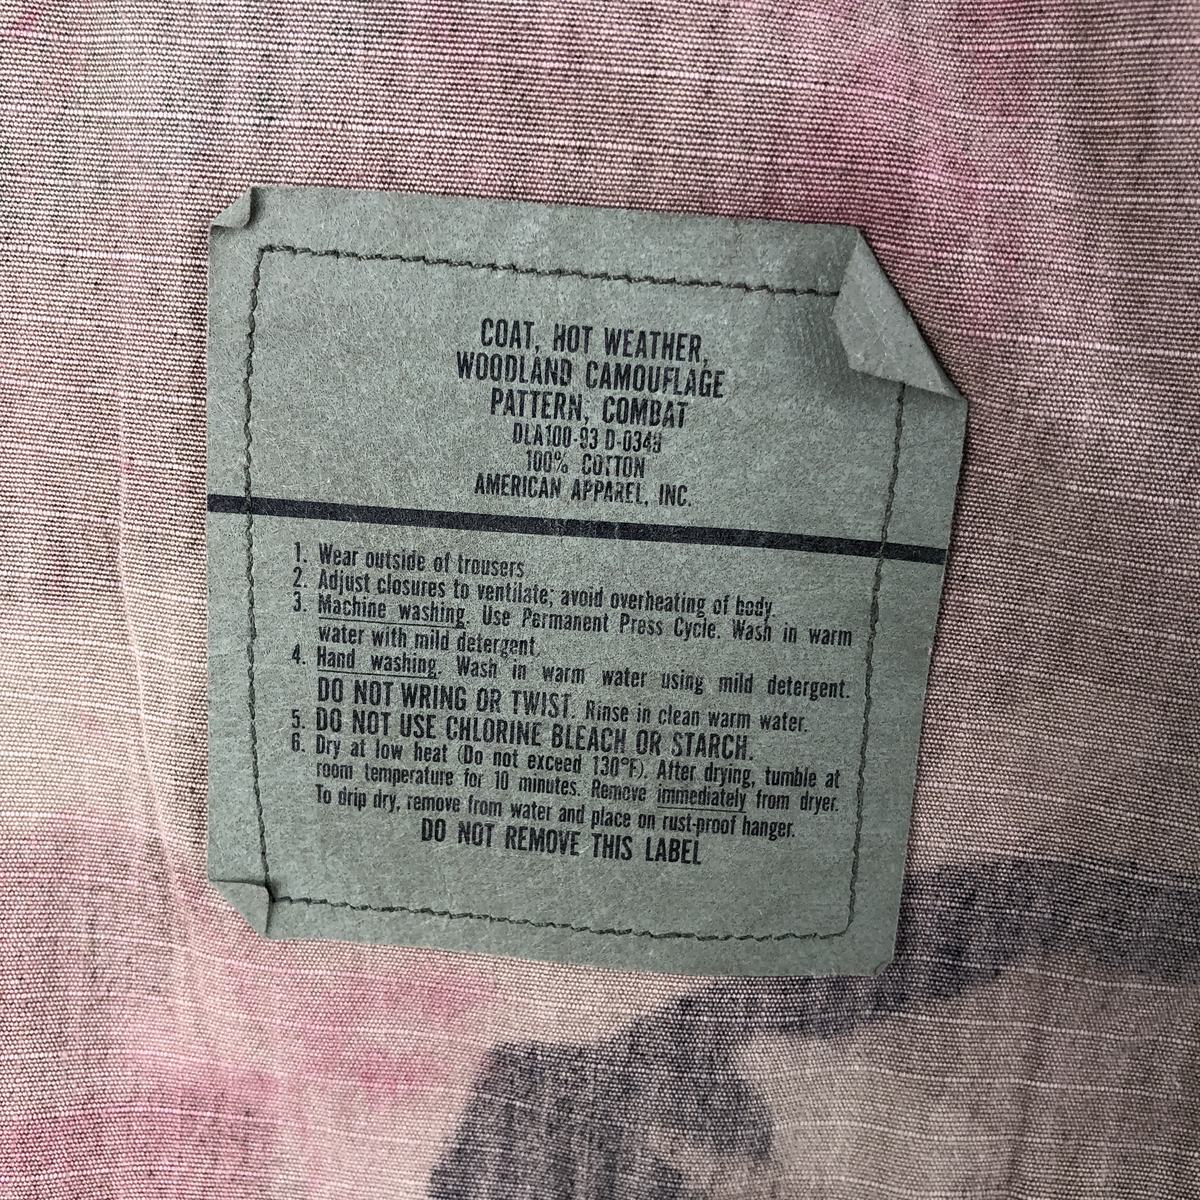 COAT, HOT WEATHER,
WOODLAND CAMOUFLAGE
PATTERN, COMBAT
DLA100-93 D-0348
100% COTTON
AMERICAN APPAREL, INC.
1. Wear outside of trousers
2. Adjust closures to ventilate; avoid overheating of body.
3. Machine washing. Use Permanent Press Cycle. Wash in warm
water with mild detergent.
4. Hand washing. Wash in warm water using mild detergent.
DO NOT WRING OR TWIST. Rinse in clean warm water.
5. DO NOT USE CHLORINE BLEACH OR STARCH.
6. Dry at low heat (Do not exceed 130°F). After drying, tumble at
room temperature for 10 minutes. Remove immediately from dryer.
To drip dry, remove from water and place on rust-proof hanger.
DO NOT REMOVE THIS LABEL